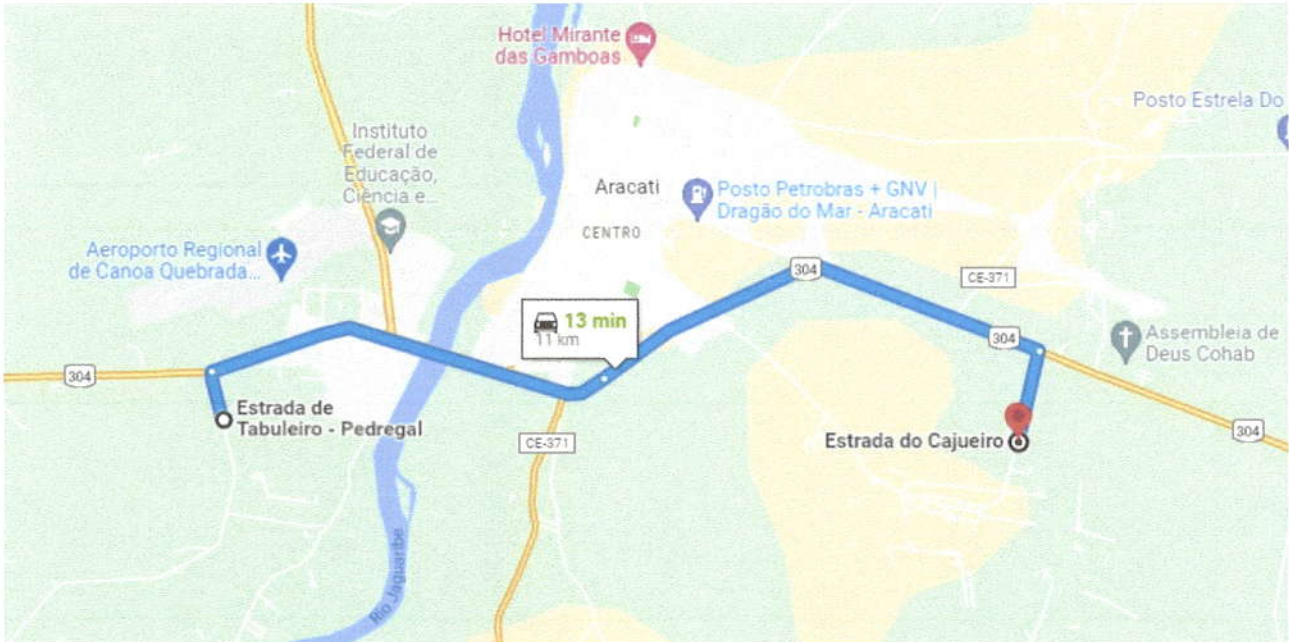 Hotel Mirante
das Gamboas
Posto Estrela Do
Instituto
Federal de
Educação,
Ciência e...
Aracati
Posto Petrobras + GNV |
Dragão do Mar - Aracati
CENTRO
Aeroporto Regional
de Canoa Quebrada...
304
CE-371
13 min
11 km
304
Assembleia de
Deus Cohab
304
Estrada de
Tabuleiro - Pedregal
CE-371
Estrada do Cajueiro
304
Rio Jaguaribe